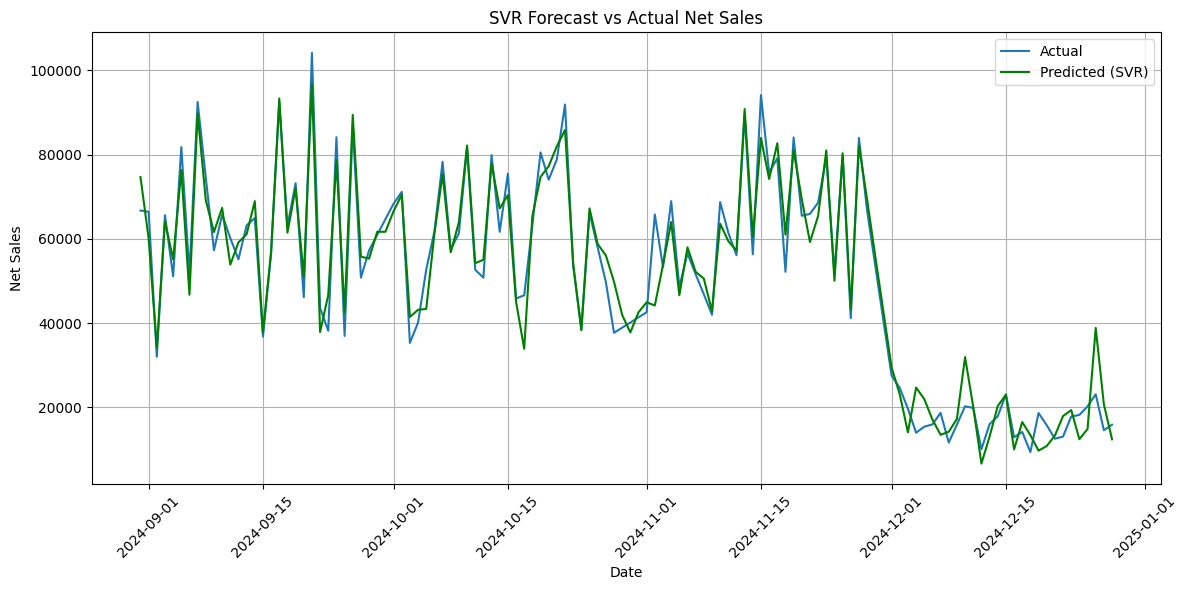 SVR Forecast vs Actual Net Sales
Actual
Predicted (SVR)
Net Sales
100000
80000
60000
40000
20000
2024-09-01
2024-09-15
2024-10-01
2024-10-15
2024-11-01
2024-11-15
2024-12-01
2024-12-15
2025-01-01
Date